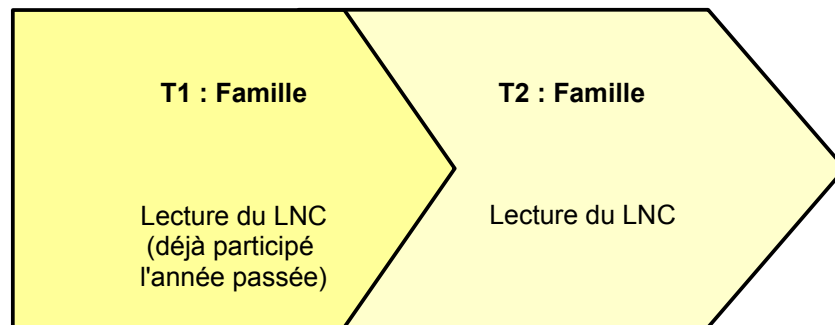 T1 : Famille
Lecture du LNC
(déjà participé
l'année passée)
T2 : Famille
Lecture du LNC